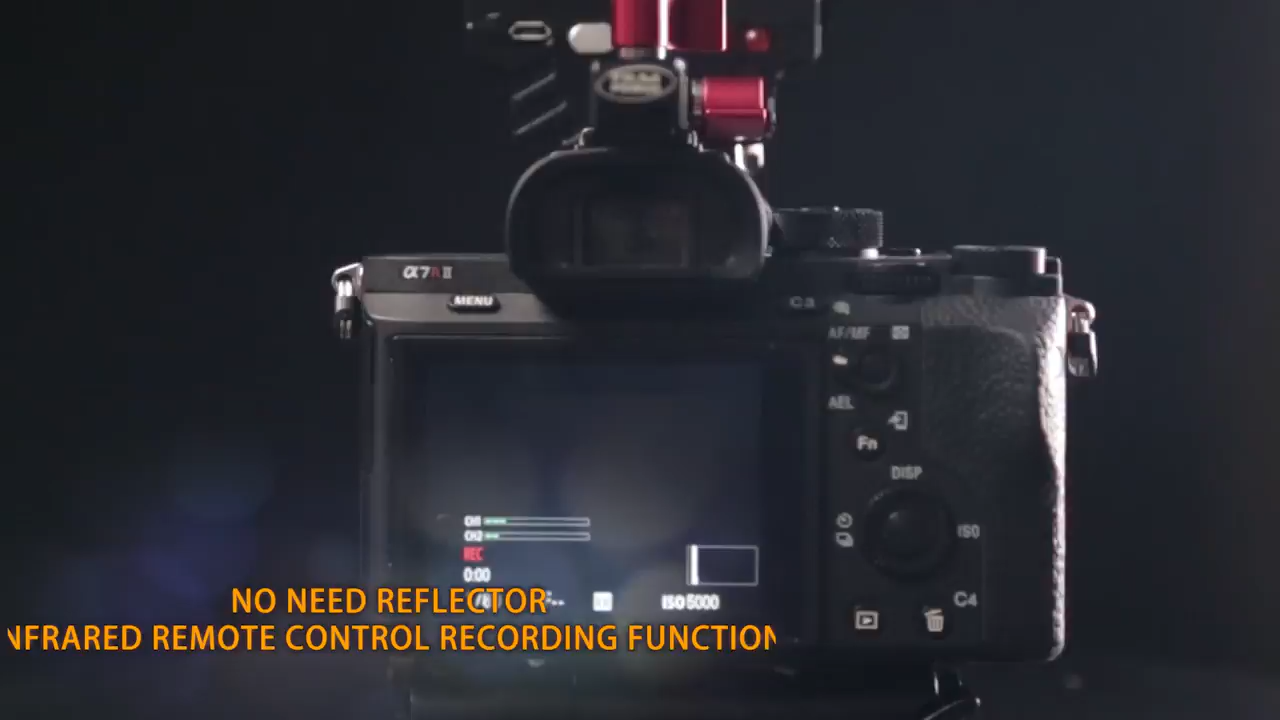 α7RII
MENU
C3
AF/MF
AEL
Fn
DISP
CH1
CH2
REC
0:00
ISO
ISO 5000
C4
NO NEED REFLECTOR
NFRARED REMOTE CONTROL RECORDING FUNCTION